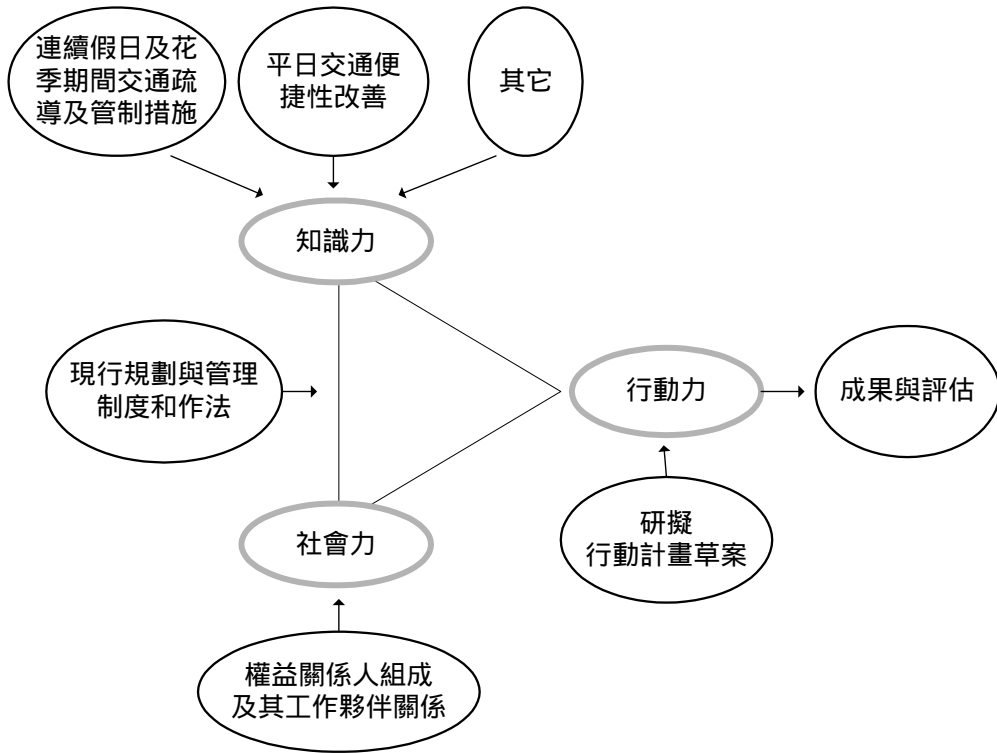 連續假日及花
季期間交通疏
導及管制措施
平日交通便
捷性改善
其它
知識力
現行規劃與管理
制度和作法
行動力
成果與評估
社會力
研擬
行動計畫草案
權益關係人組成
及其工作夥伴關係